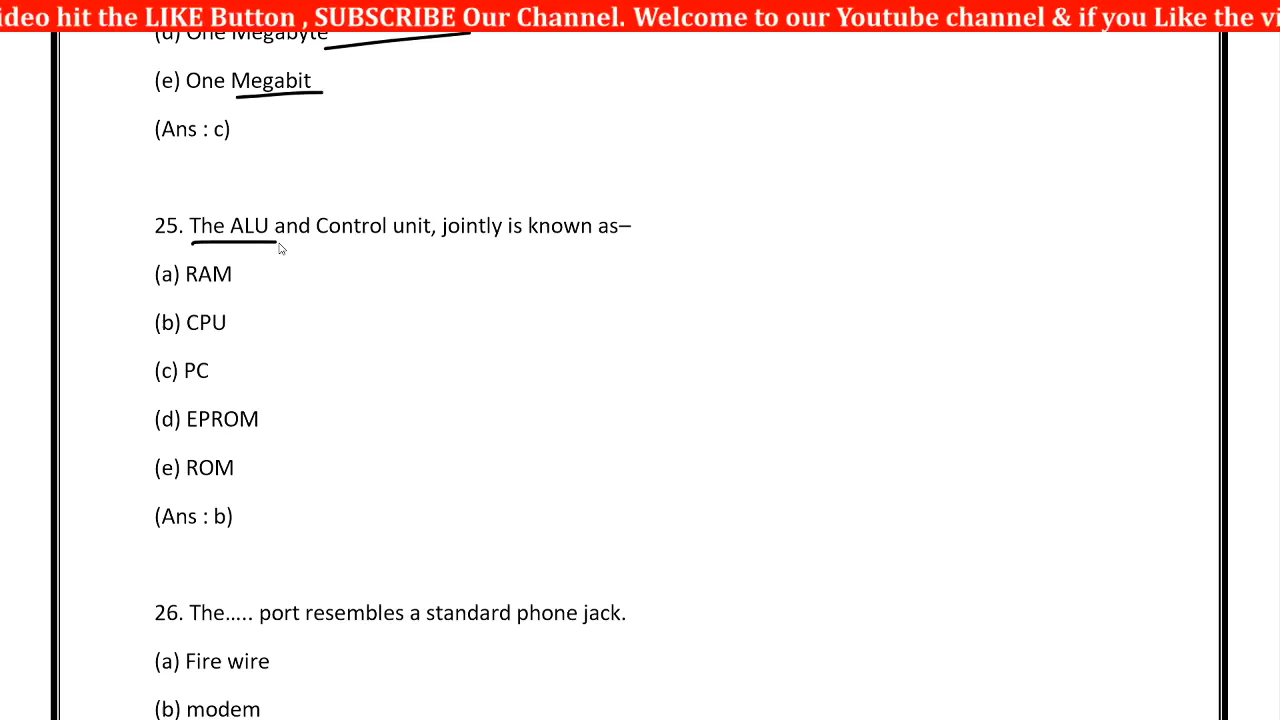 ideo hit the LIKE Button , SUBSCRIBE Our Channel. Welcome to our Youtube channel & if you Like the vi
(d) One Megabyte
(e) One Megabit
(Ans : c)
25. The ALU and Control unit, jointly is known as–
(a) RAM
(b) CPU
(c) PC
(d) EPROM
(e) ROM
(Ans : b)
26. The..... port resembles a standard phone jack.
(a) Fire wire
(b) modem